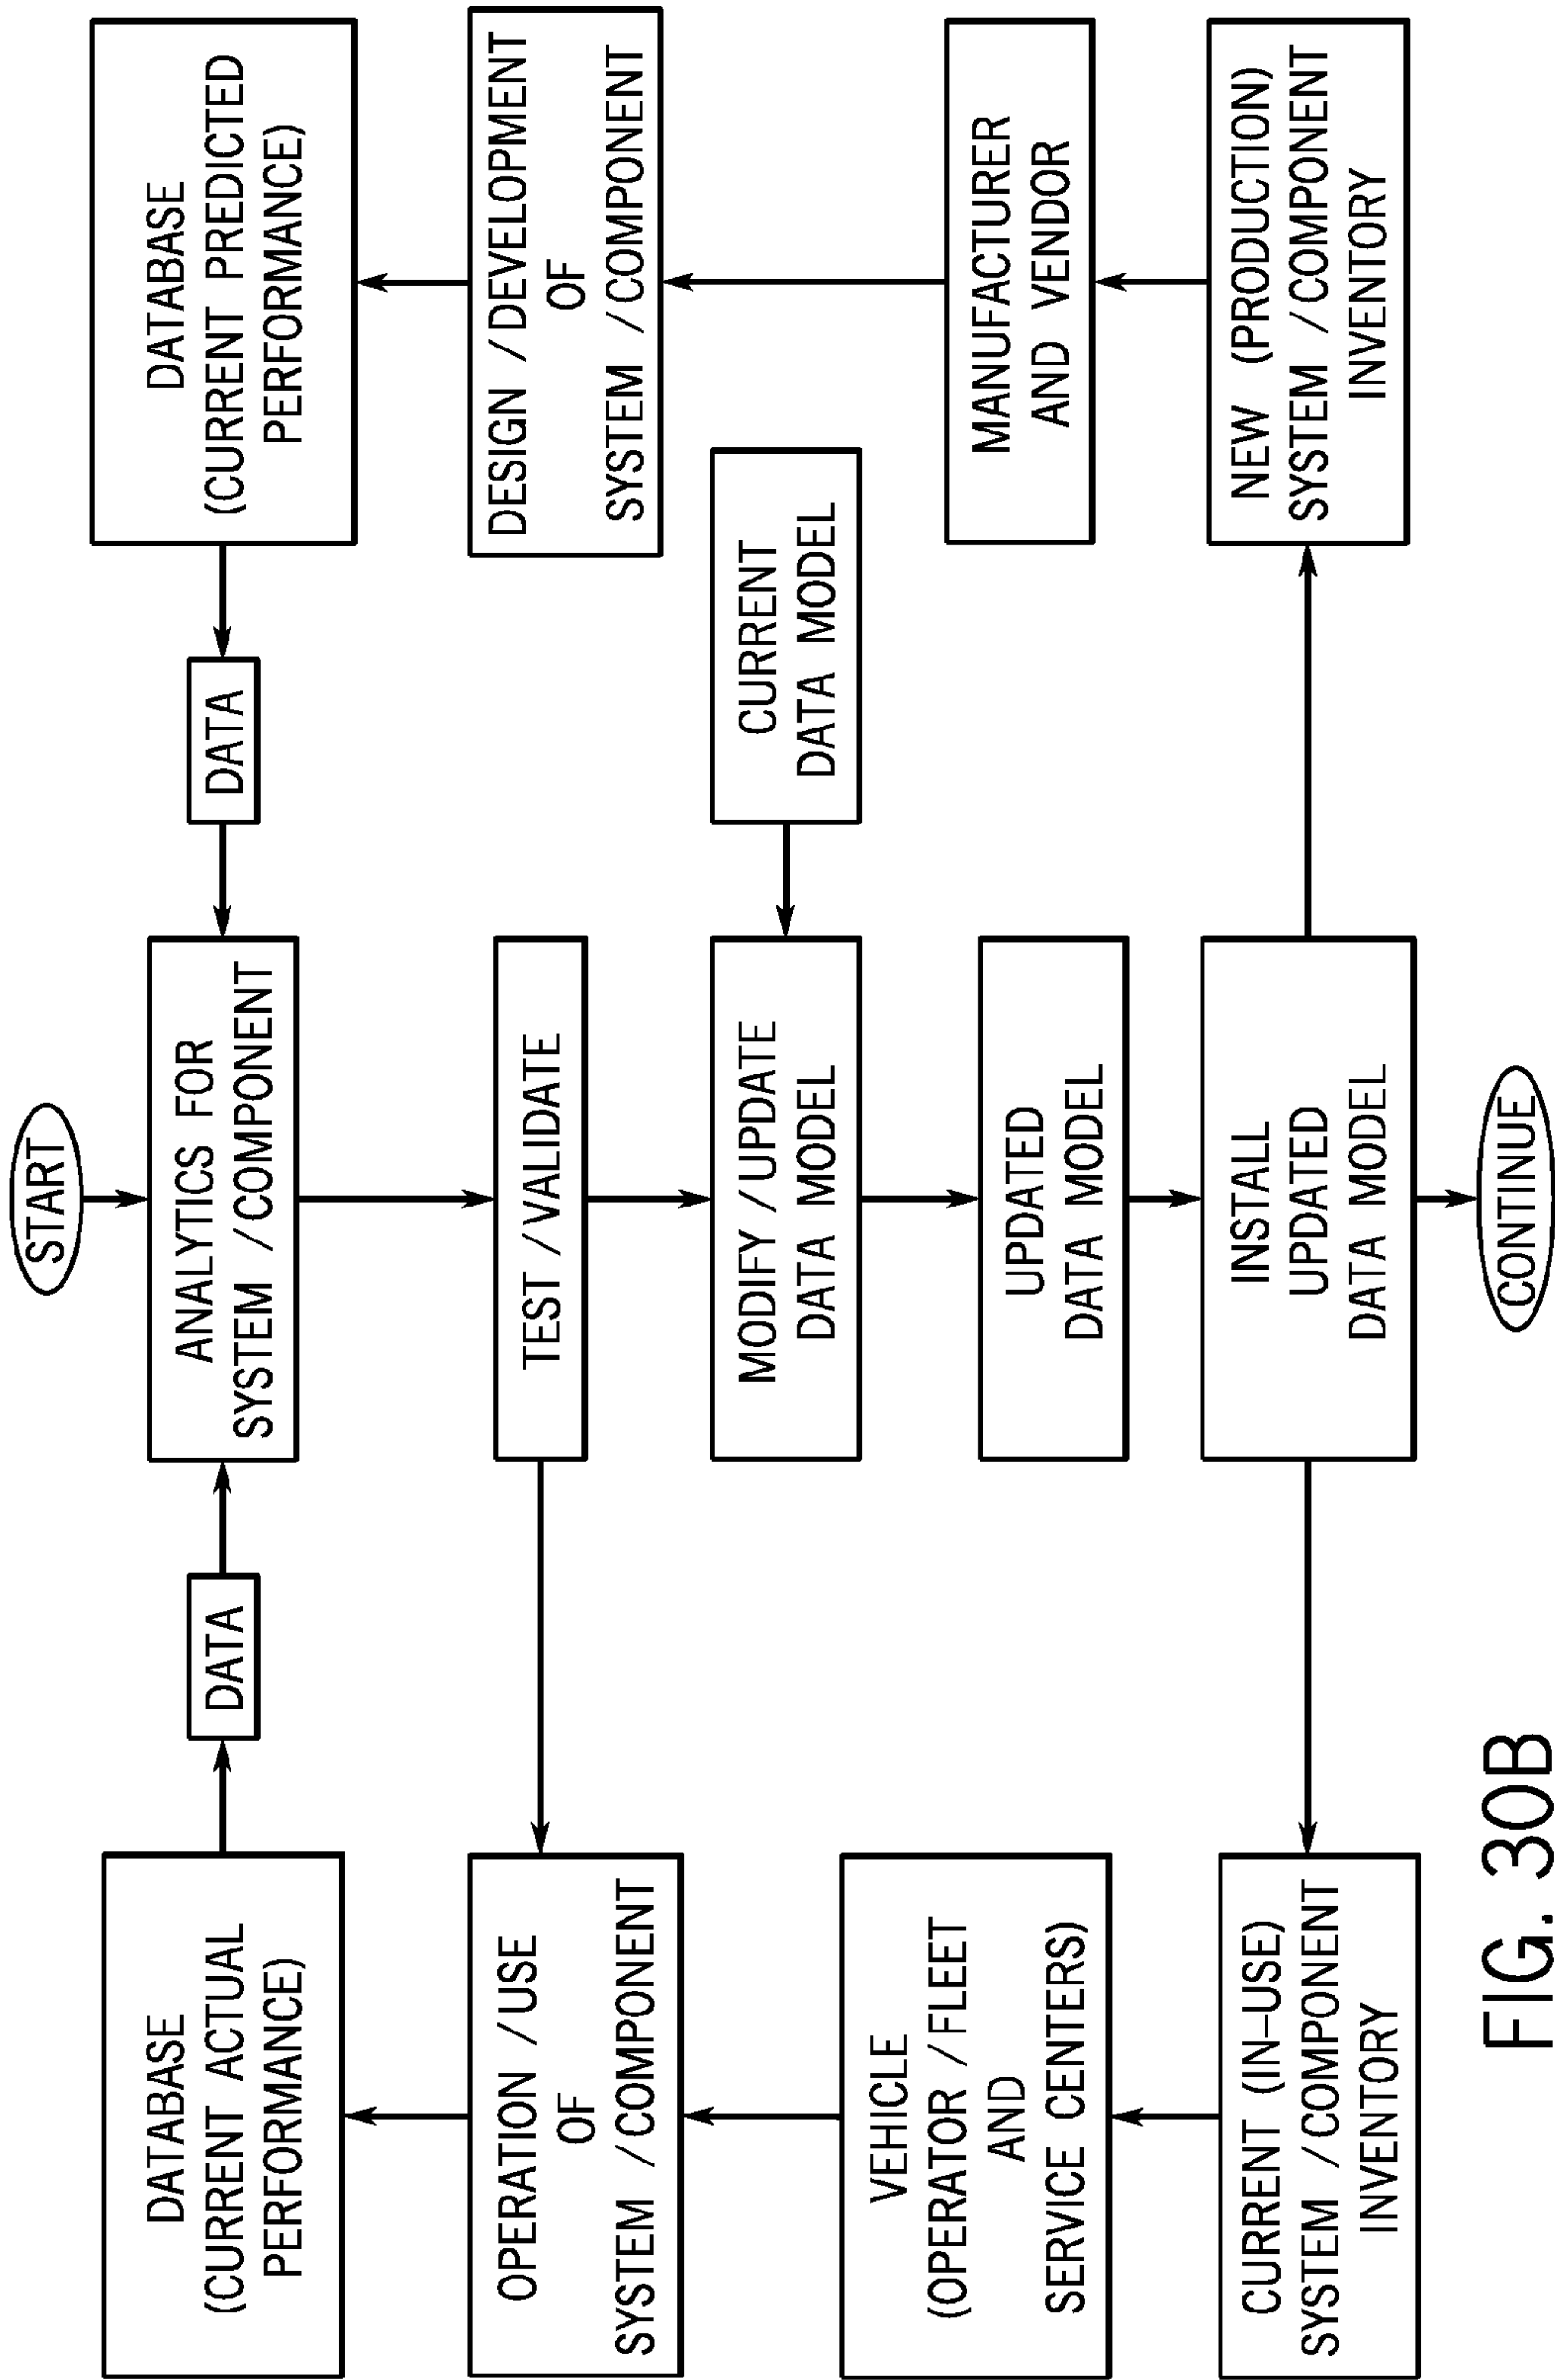 START
DATABASE
(CURRENT ACTUAL
PERFORMANCE)
DATA
ANALYTICS FOR
SYSTEM /COMPONENT
DATA
DATABASE
(CURRENT PREDICTED
PERFORMANCE)
OPERATION /USE
OF
SYSTEM /COMPONENT
TEST /VALIDATE
DESIGN /DEVELOPMENT
OF
SYSTEM /COMPONENT
MODIFY/UPDATE
DATA MODEL
CURRENT
DATA MODEL
VEHICLE
(OPERATOR /FLEET
AND
SERVICE CENTERS)
UPDATED
DATA MODEL
MANUFACTURER
AND VENDOR
CURRENT (IN-USE)
SYSTEM /COMPONENT
INVENTORY
INSTALL
UPDATED
DATA MODEL
NEW (PRODUCTION)
SYSTEM /COMPONENT
INVENTORY
CONTINUE
FIG. 30B